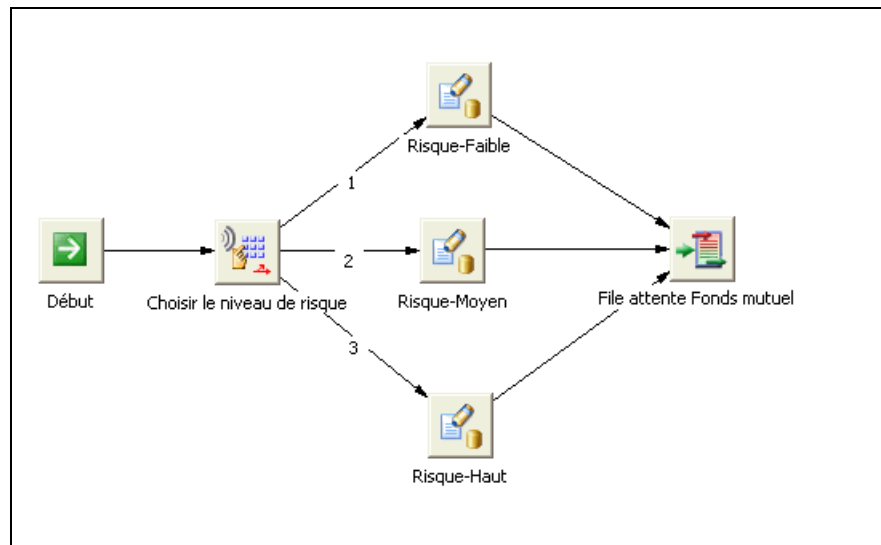 Risque-Faible
1
Début
Choisir le niveau de risque
2
Risque-Moyen
File attente Fonds mutuel
3
Risque-Haut